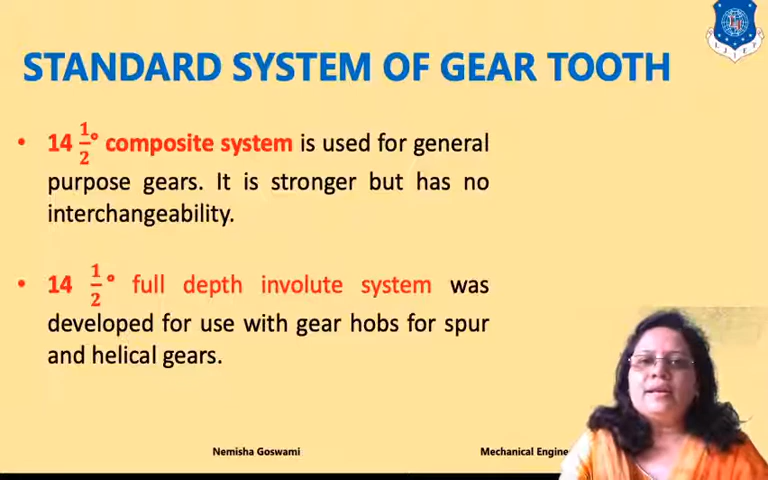 STANDARD SYSTEM OF GEAR TOOTH
• 14 1/2° composite system is used for general
purpose gears. It is stronger but has no
interchangeability.
• 14 1/2° full depth involute system was
developed for use with gear hobs for spur
and helical gears.
Nemisha Goswami
Mechanical Engine